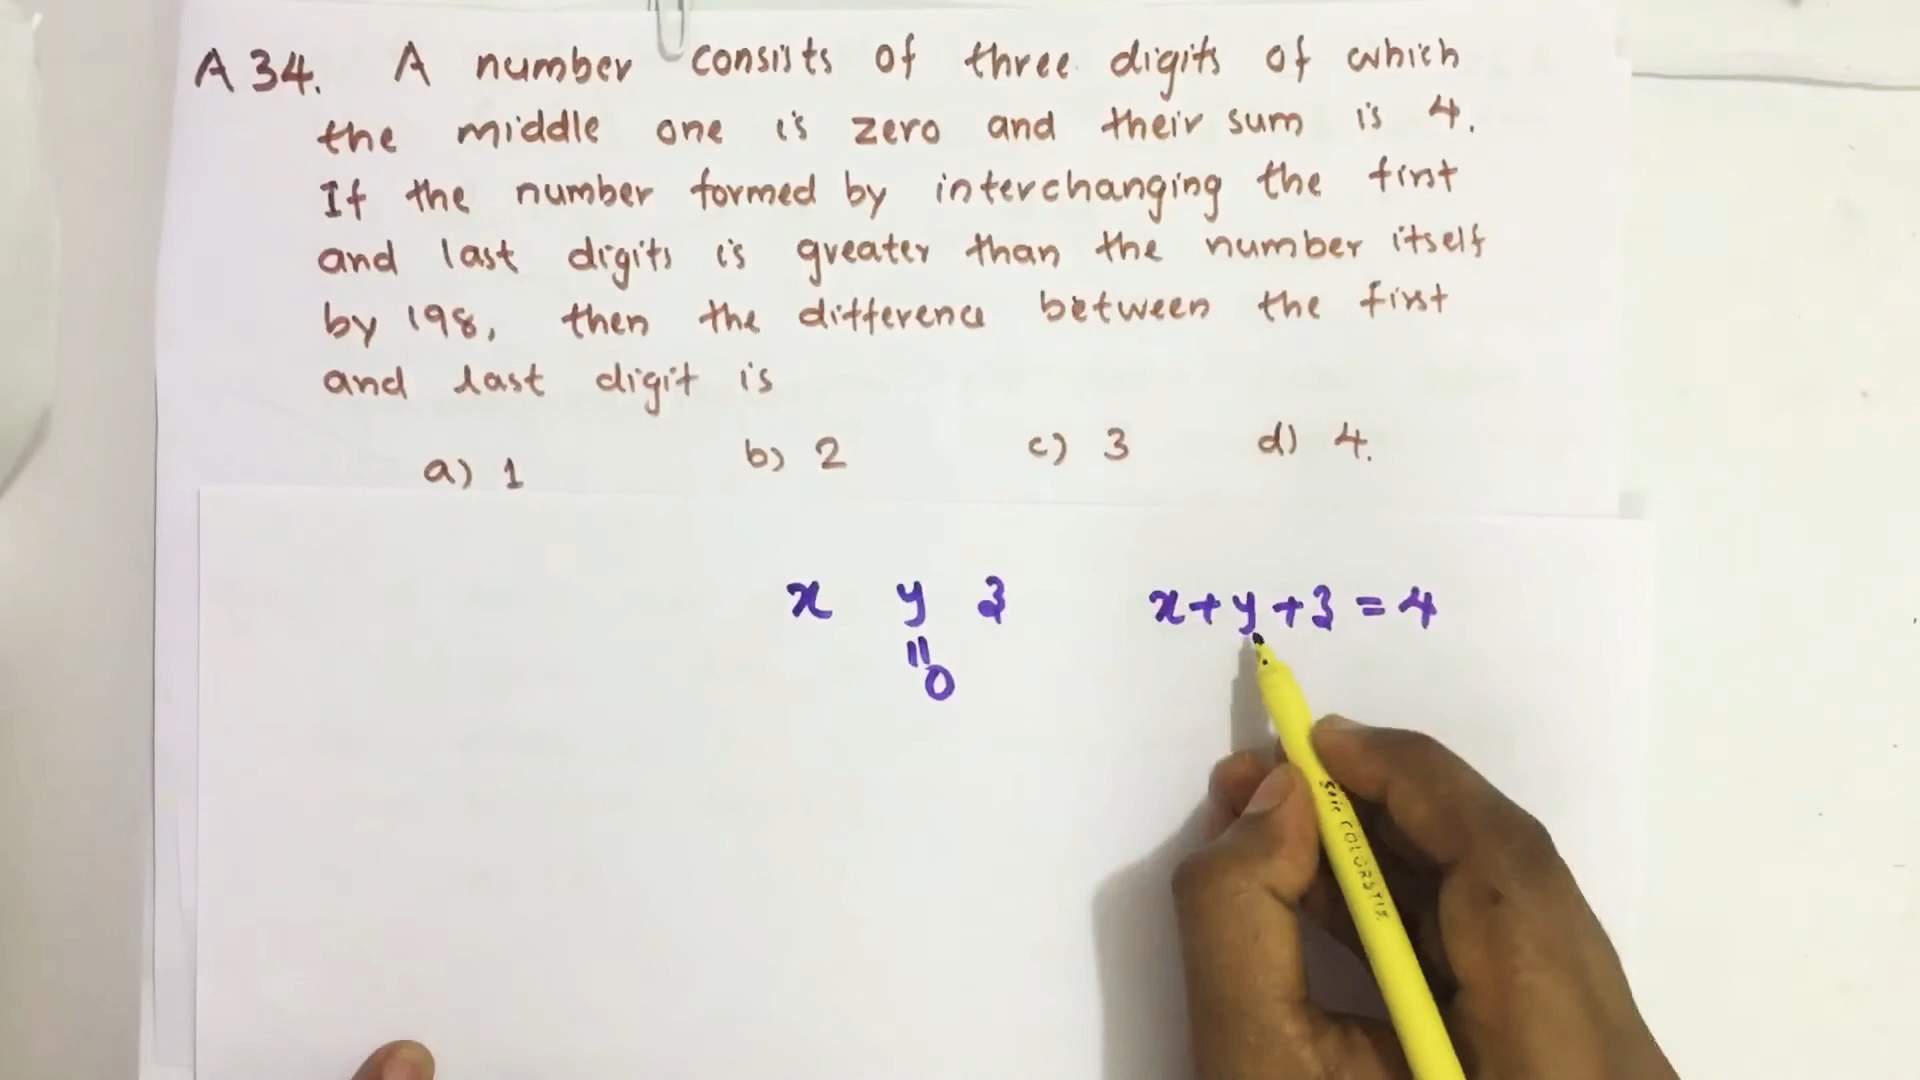 A 34. A number consists of three digits of which
the middle one is zero and their sum is 4.
If the number formed by interchanging the first
and last digits is greater than the number itself
by 198, then the difference between the first
and last digit is
a) 1 b) 2 c) 3 d) 4.
x y z x+y+z = 4
=
0
COLORSTIX